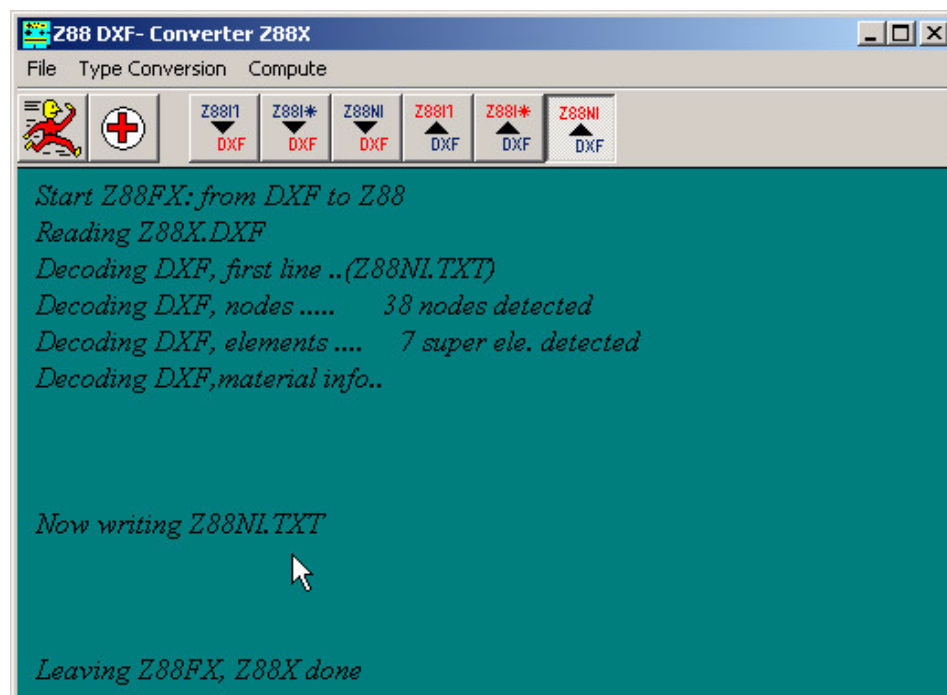 Z88 DXF- Converter Z88X
File Type Conversion Compute
Z88I1 Z88I* Z88NI Z88I1 Z88I* Z88NI
DXF DXF DXF DXF DXF DXF
Start Z88FX: from DXF to Z88
Reading Z88X.DXF
Decoding DXF, first line ..(Z88NI.TXT)
Decoding DXF, nodes ..... 38 nodes detected
Decoding DXF, elements .... 7 super ele. detected
Decoding DXF,material info..
Now writing Z88NI.TXT
Leaving Z88FX, Z88X done